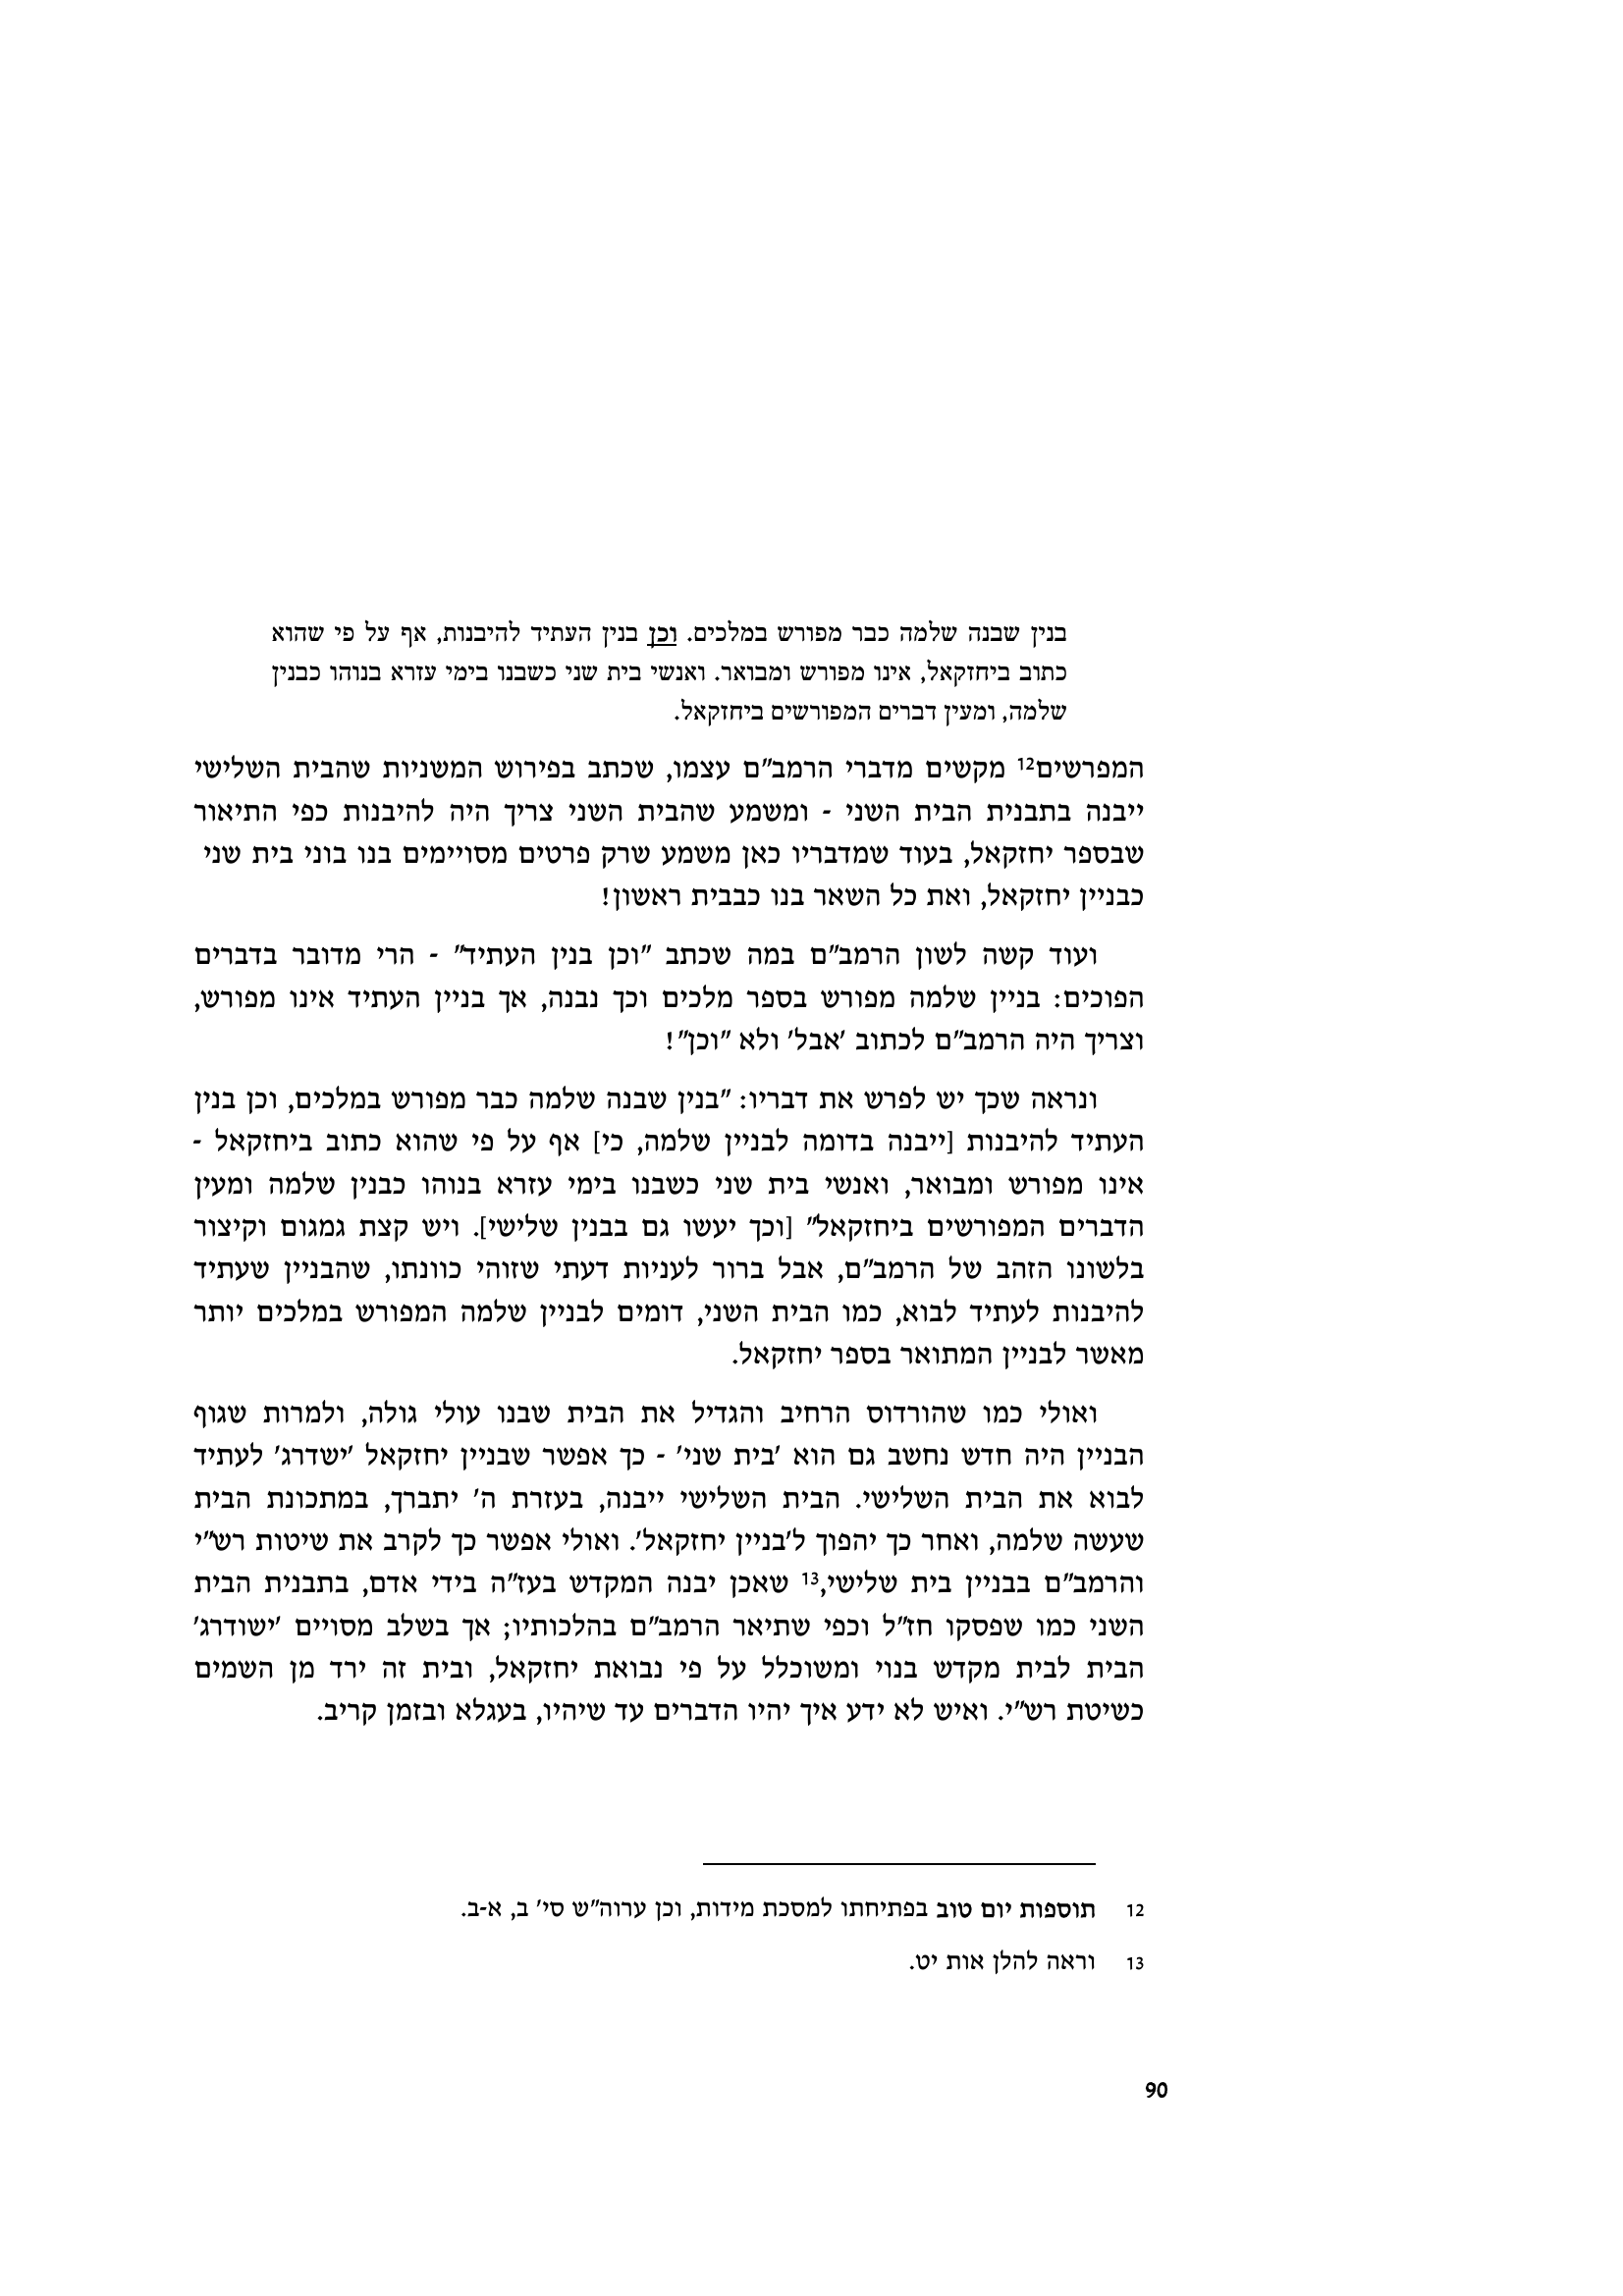 בנין שבנה שלמה כבר מפורש במלכים. וכן בנין העתיד להיבנות, אף על פי שהוא
כתוב ביחזקאל, אינו מפורש ומבואר. ואנשי בית שני כשבנו בימי עזרא בנוהו כבנין
שלמה, ומעין דברים המפורשים ביחזקאל.
המפרשים12 מקשים מדברי הרמב"ם עצמו, שכתב בפירוש המשניות שהבית השלישי
ייבנה בתבנית הבית השני - ומשמע שהבית השני צריך היה להיבנות כפי התיאור
שבספר יחזקאל, בעוד שמדבריו כאן משמע שרק פרטים מסויימים בנו בוני בית שני
כבניין יחזקאל, ואת כל השאר בנו כבבית ראשון!
ועוד קשה לשון הרמב"ם במה שכתב "וכן בנין העתיד" - הרי מדובר בדברים
הפוכים: בניין שלמה מפורש בספר מלכים וכך נבנה, אך בניין העתיד אינו מפורש,
וצריך היה הרמב"ם לכתוב 'אבל' ולא "וכן"!
ונראה שכך יש לפרש את דבריו: "בנין שבנה שלמה כבר מפורש במלכים, וכן בנין
העתיד להיבנות [ייבנה בדומה לבניין שלמה, כי] אף על פי שהוא כתוב ביחזקאל -
אינו מפורש ומבואר, ואנשי בית שני כשבנו בימי עזרא בנוהו כבנין שלמה ומעין
הדברים המפורשים ביחזקאל" [וכך יעשו גם בבנין שלישי]. ויש קצת גמגום וקיצור
בלשונו הזהב של הרמב"ם, אבל ברור לעניות דעתי שזוהי כוונתו, שהבניין שעתיד
להיבנות לעתיד לבוא, כמו הבית השני, דומים לבניין שלמה המפורש במלכים יותר
מאשר לבניין המתואר בספר יחזקאל.
ואולי כמו שהורדוס הרחיב והגדיל את הבית שבנו עולי גולה, ולמרות שגוף
הבניין היה חדש נחשב גם הוא 'בית שני' - כך אפשר שבניין יחזקאל 'ישדרג' לעתיד
לבוא את הבית השלישי. הבית השלישי ייבנה, בעזרת ה' יתברך, במתכונת הבית
שעשה שלמה, ואחר כך יהפוך ל'בניין יחזקאל'. ואולי אפשר כך לקרב את שיטות רש"י
והרמב"ם בבניין בית שלישי,13 שאכן יבנה המקדש בעז"ה בידי אדם, בתבנית הבית
השני כמו שפסקו חז"ל וכפי שתיאר הרמב"ם בהלכותיו; אך בשלב מסויים 'ישודרג'
הבית לבית מקדש בנוי ומשוכלל על פי נבואת יחזקאל, ובית זה ירד מן השמים
כשיטת רש"י. ואיש לא ידע איך יהיו הדברים עד שיהיו, בעגלא ובזמן קריב.
12 תוספות יום טוב בפתיחתו למסכת מידות, וכן ערוה"ש סי' ב, א-ב.
13 וראה להלן אות יט.
90